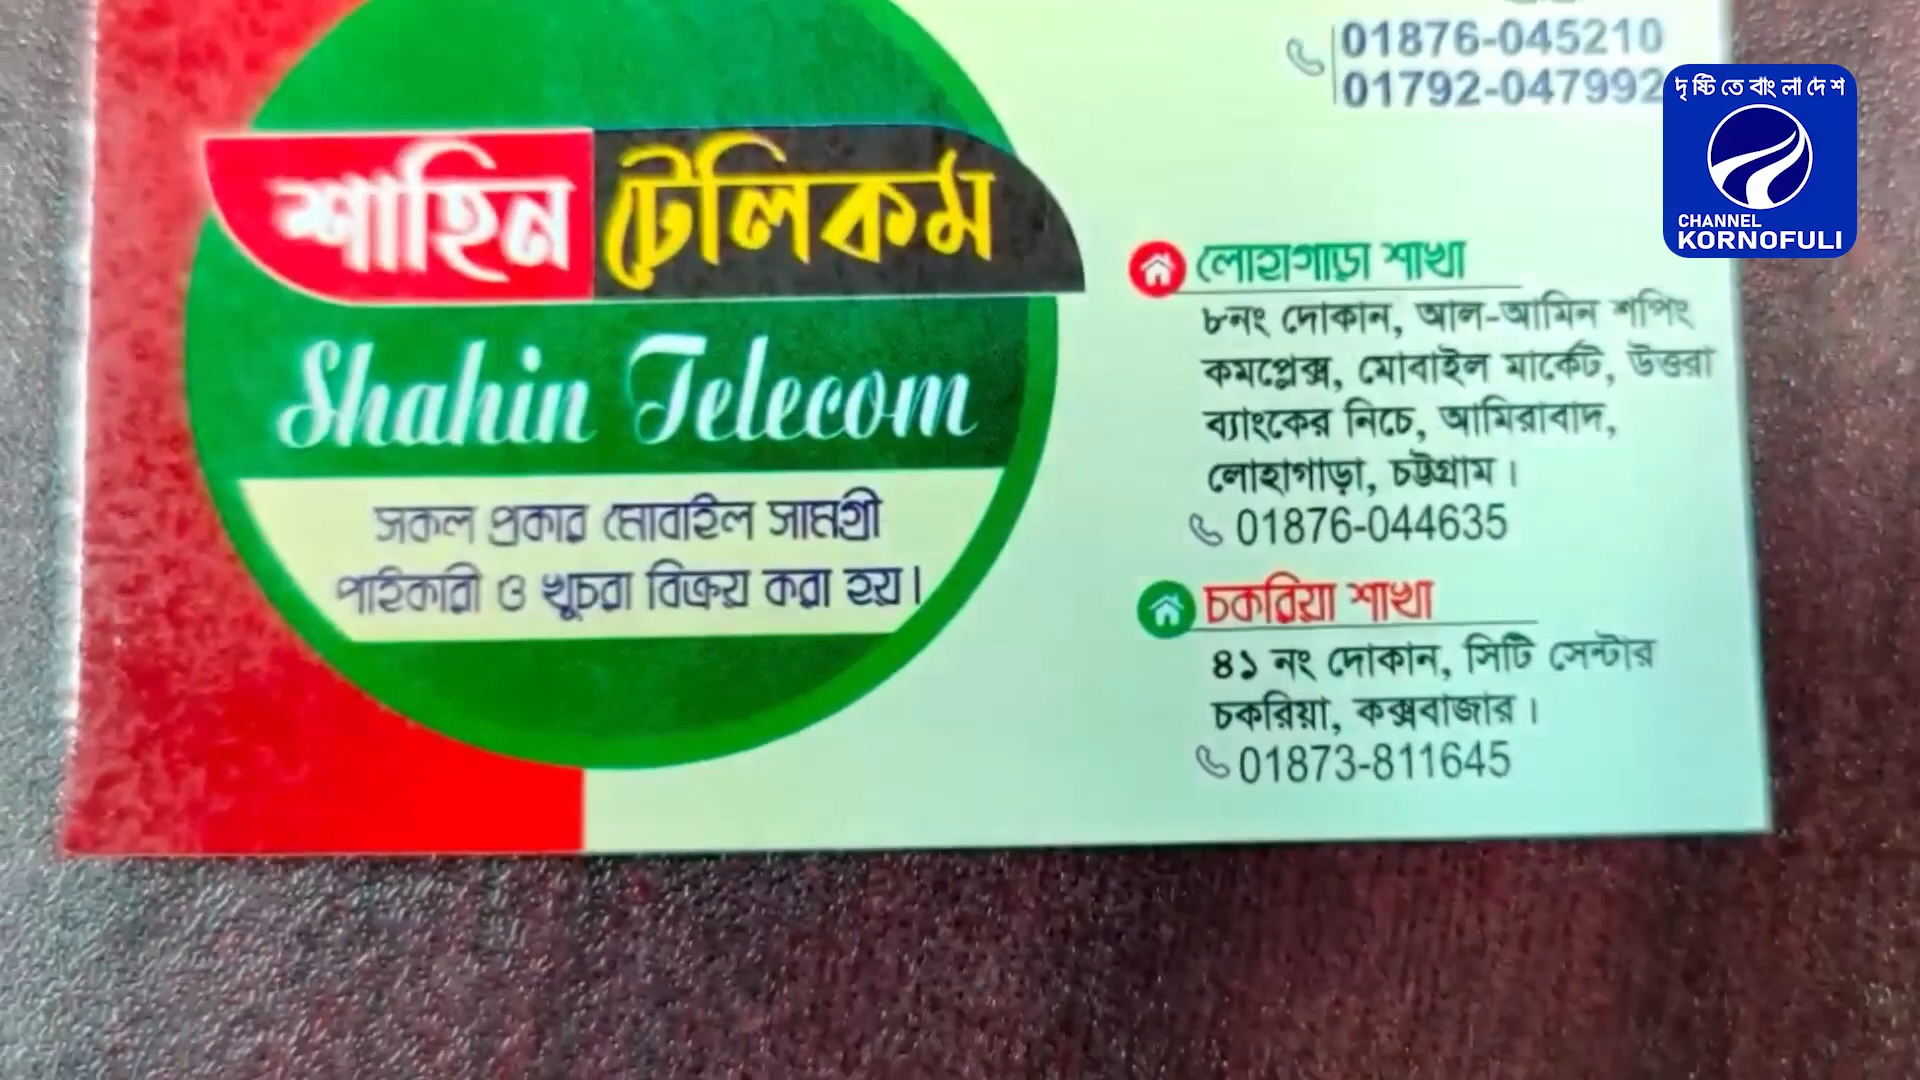 01876-045210
01792-047992
দৃষ্টিতে বাংলাদেশ
CHANNEL
KORNOFULI
শাহিন টেলিকম
Shahin Telecom
সকল প্রকার মোবাইল সামগ্রী
পাইকারী ও খুচরা বিক্রয় করা হয়।
লোহাগাড়া শাখা
৮নং দোকান, আল-আমিন শপিং
কমপ্লেক্স, মোবাইল মার্কেট, উত্তরা
ব্যাংকের নিচে, আমিরাবাদ,
লোহাগাড়া, চট্টগ্রাম।
01876-044635
চকরিয়া শাখা
৪১ নং দোকান, সিটি সেন্টার
চকরিয়া, কক্সবাজার।
01873-811645